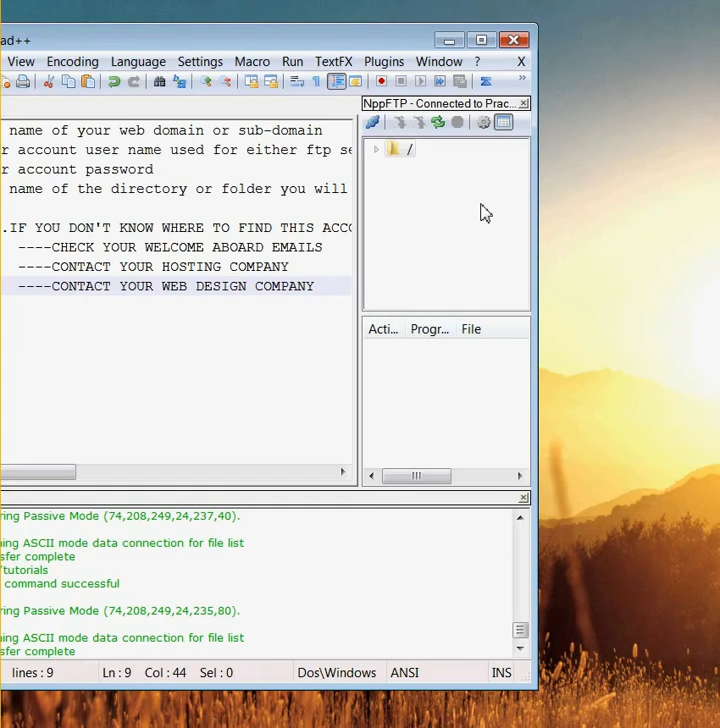 ad++
View Encoding Language Settings Macro Run TextFX Plugins Window ? X
NppFTP - Connected to Prac...
name of your web domain or sub-domain
r account user name used for either ftp se
r account password
name of the directory or folder you will
/
.IF YOU DON'T KNOW WHERE TO FIND THIS ACCO
----CHECK YOUR WELCOME ABOARD EMAILS
----CONTACT YOUR HOSTING COMPANY
----CONTACT YOUR WEB DESIGN COMPANY
Acti... Progr... File
ring Passive Mode (74,208,249,24,237,40).
ning ASCII mode data connection for file list
sfer complete
/tutorials
command successful
ring Passive Mode (74,208,249,24,235,80).
ning ASCII mode data connection for file list
sfer complete
lines : 9 Ln : 9 Col : 44 Sel : 0 Dos\Windows ANSI INS